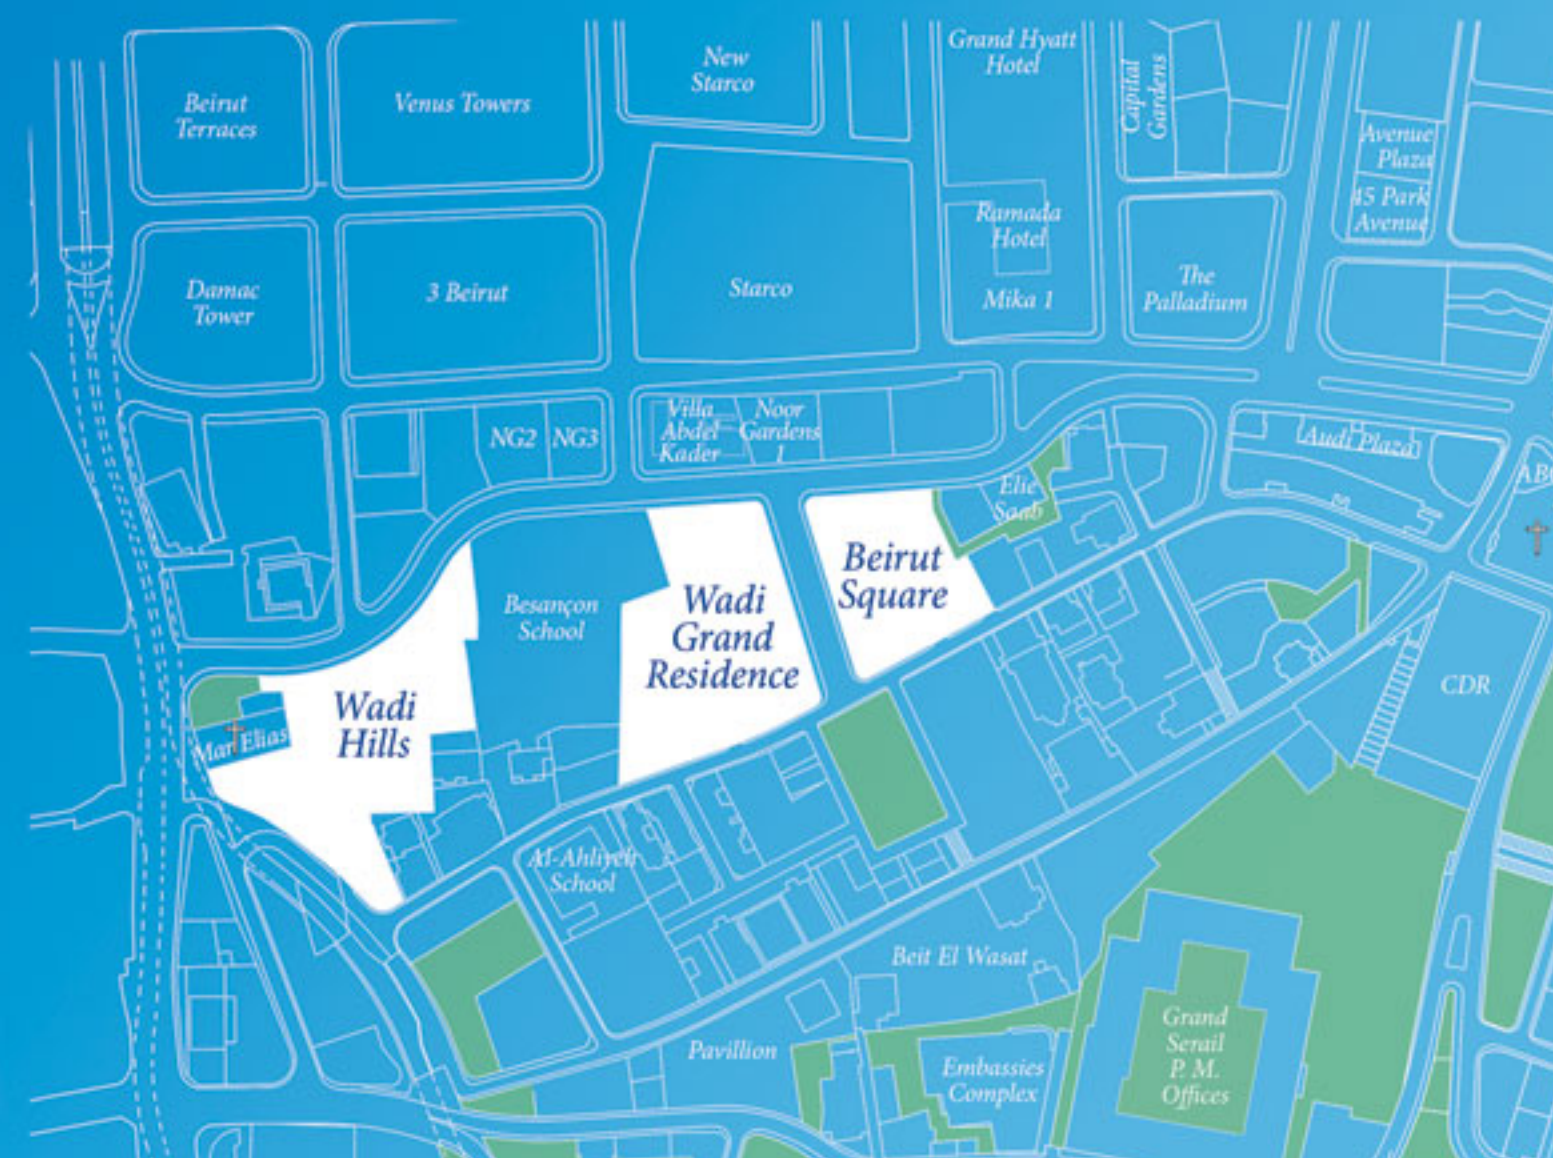 Beirut
Terraces
Venus Towers
New
Starco
Grand Hyatt
Hotel
Capital
Gardens
Avenue
Plaza
45 Park
Avenue
Damac
Tower
3 Beirut
Starco
Ramada
Hotel
Mika 1
The
Palladium
NG2
NG3
Villa
Abdel
Kader
Noor
Gardens
1
Elie
Saab
Audi Plaza
Besançon
School
Wadi
Grand
Residence
Beirut
Square
Wadi
Hills
Mar Elias
CDR
Al-Ahliyeh
School
Beit El Wasat
Pavillion
Embassies
Complex
Grand
Serail
P. M.
Offices